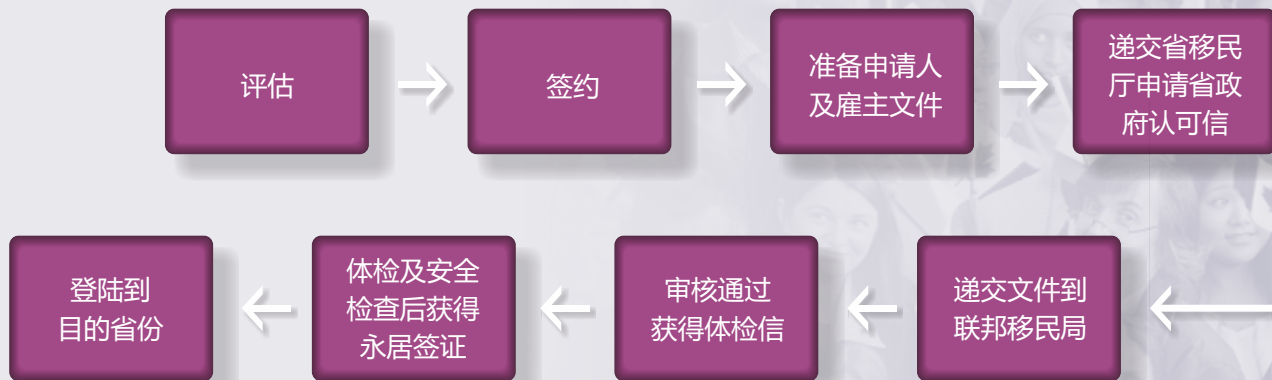 评估
签约
准备申请人
及雇主文件
递交省移民
厅申请省政
府认可信
递交文件到
联邦移民局
审核通过
获得体检信
体检及安全
检查后获得
永居签证
登陆到
目的省份